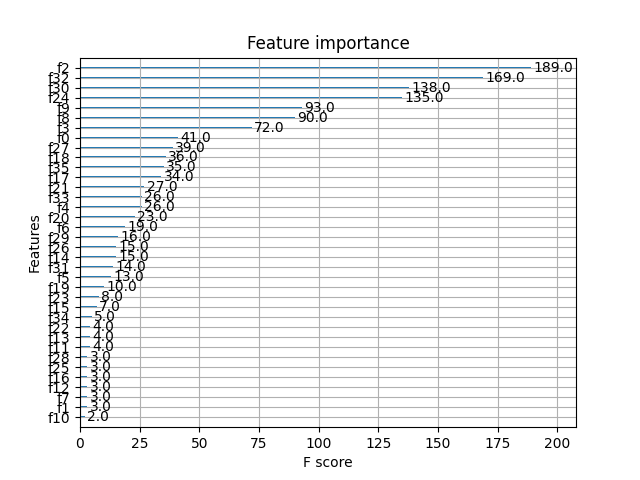 Feature importance
Features
f2 189.0
f32 169.0
f30 138.0
f24 135.0
f9 93.0
f8 90.0
f3 72.0
f0 41.0
f27 39.0
f18 36.0
f35 35.0
f17 34.0
f21 27.0
f33 26.0
f4 26.0
f20 23.0
f6 19.0
f29 16.0
f26 15.0
f14 15.0
f31 14.0
f5 13.0
f19 10.0
f23 8.0
f15 7.0
f34 5.0
f22 4.0
f13 4.0
f11 4.0
f28 3.0
f25 3.0
f16 3.0
f12 3.0
f7 3.0
f1 3.0
f10 2.0
0 25 50 75 100 125 150 175 200
F score